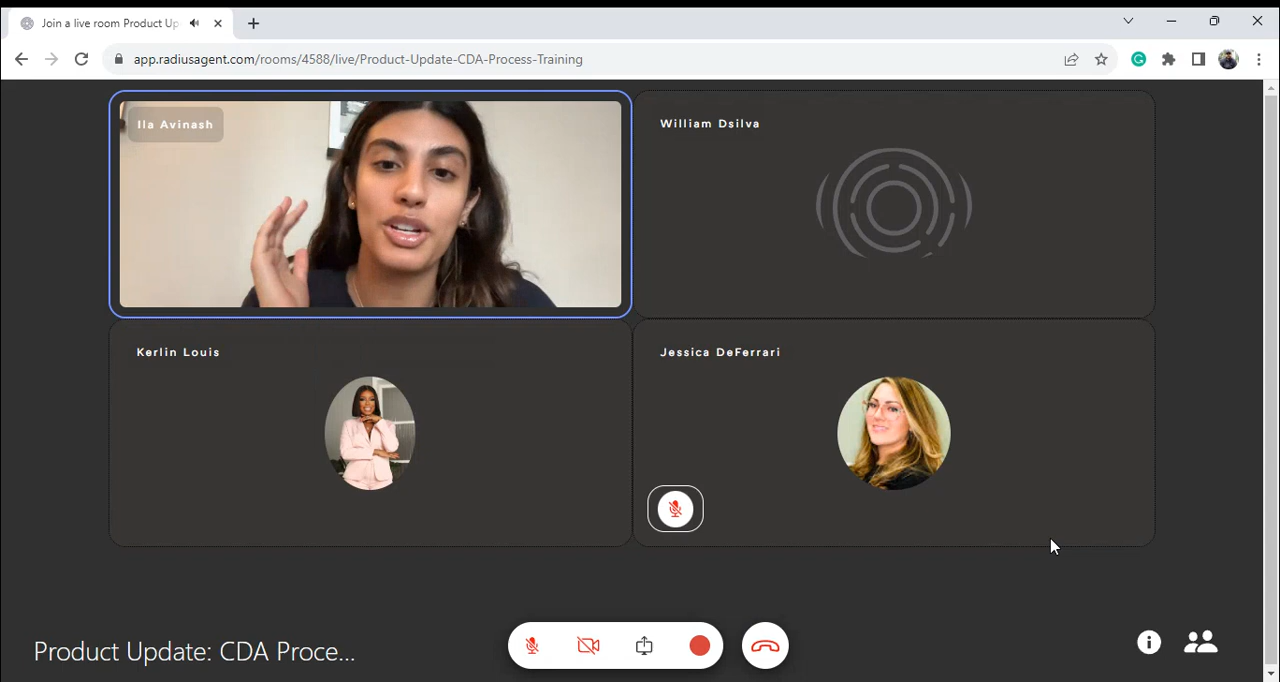 Join a live room Product Up
app.radiusagent.com/rooms/4588/live/Product-Update-CDA-Process-Training
Ila Avinash
William Dsilva
Kerlin Louis
Jessica DeFerrari
Product Update: CDA Proce...